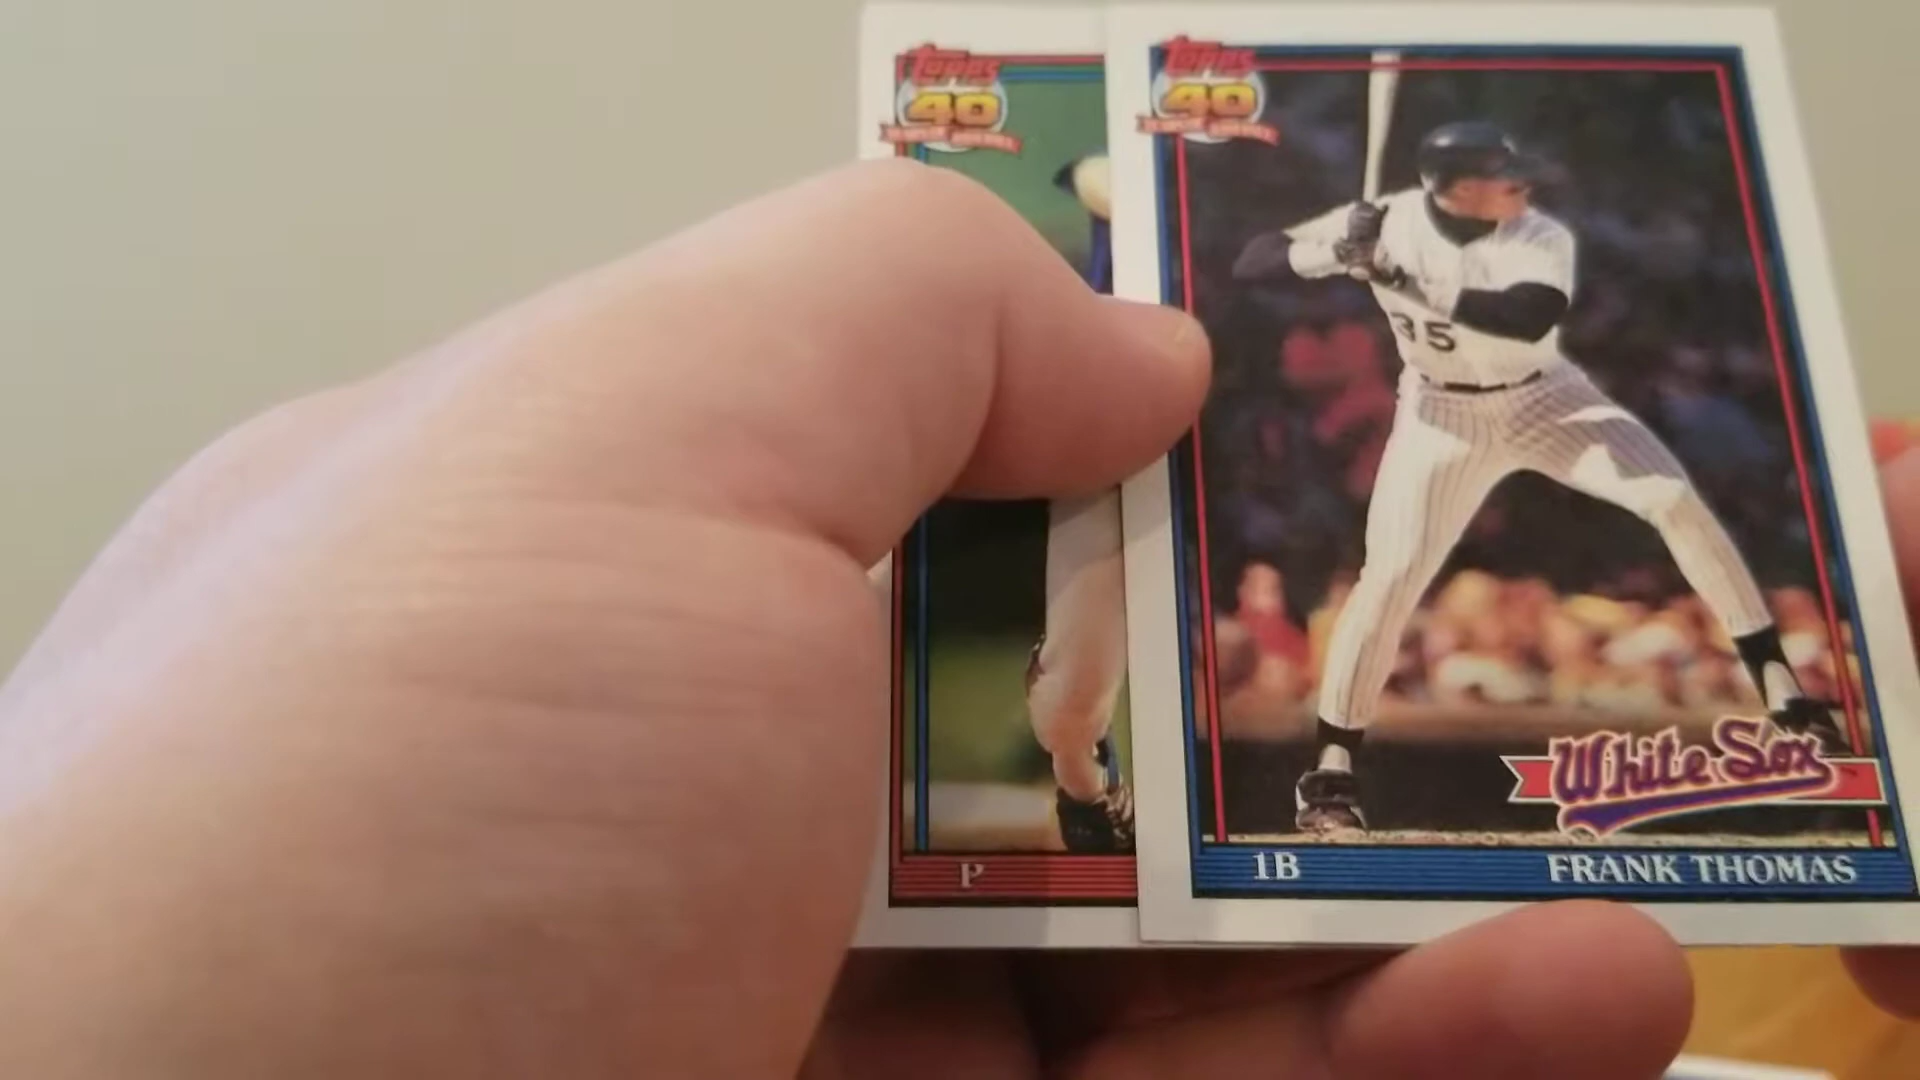 Topps
40
Topps
40
35
White Sox
P
1B
FRANK THOMAS